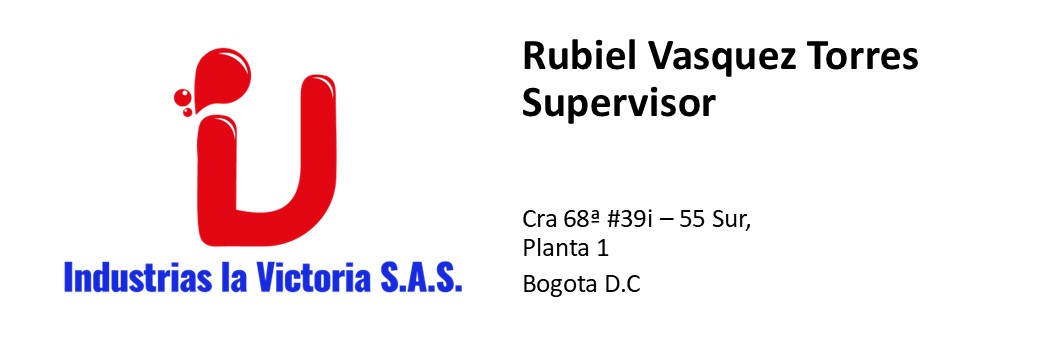 Rubiel Vasquez Torres
Supervisor
Cra 68ª #39i – 55 Sur,
Planta 1
Bogota D.C
Industrias la Victoria S.A.S.